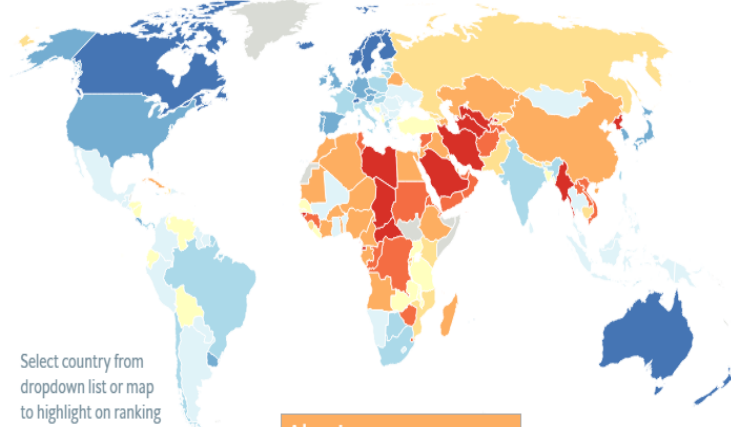 Select country from
dropdown list or map
to highlight on ranking